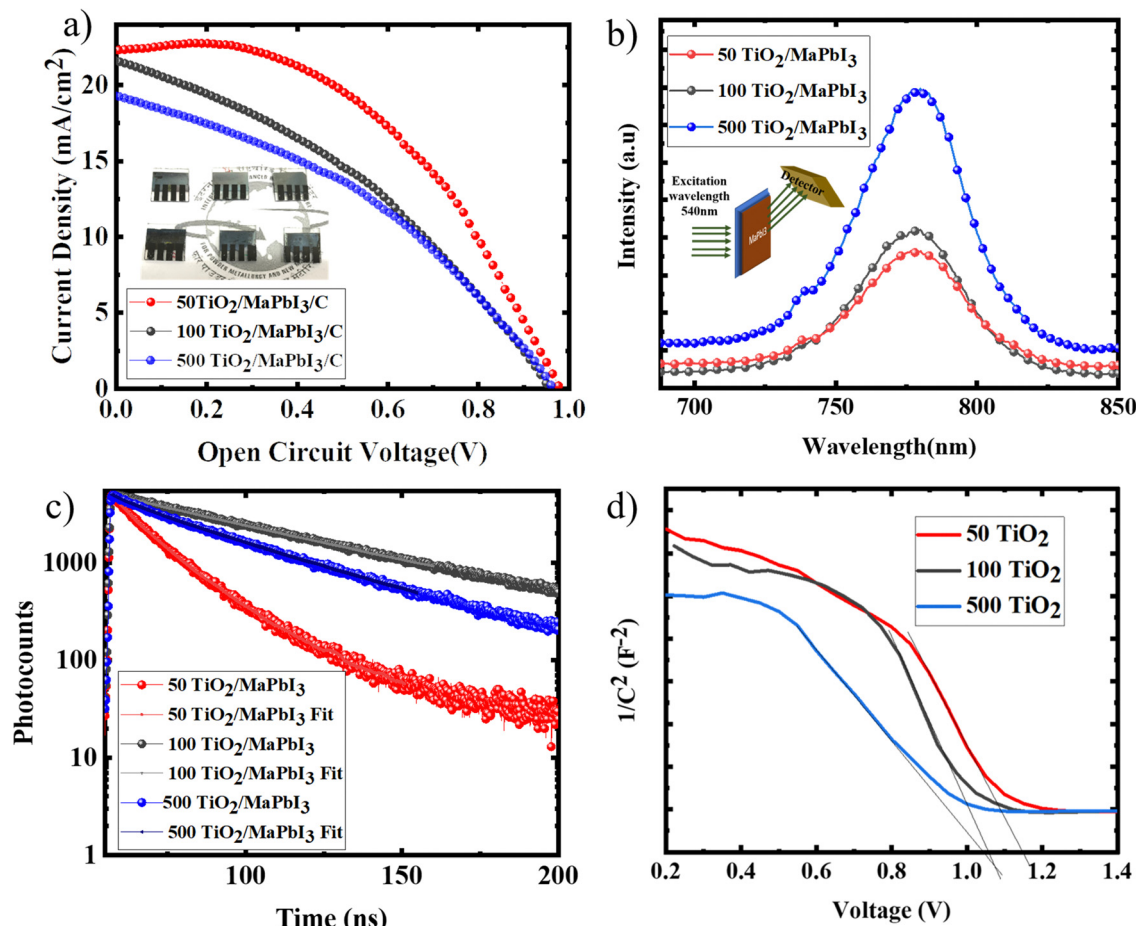 a)
Current Density (mA/cm2)
20
15
10
5
0
50TiO2/MaPbI3/C
100 TiO2/MaPbI3/C
500 TiO2/MaPbI3/C
0.0 0.2 0.4 0.6 0.8 1.0
Open Circuit Voltage(V)
FOR POWDER METALLURGY AND NEW
b)
Intensity (a.u)
50 TiO2/MaPbI3
100 TiO2/MaPbI3
500 TiO2/MaPbI3
Excitation
wavelength
540nm
MaPbI3
Detector
700 750 800 850
Wavelength(nm)
c)
Photocounts
1000
100
10
1
50 TiO2/MaPbI3
50 TiO2/MaPbI3 Fit
100 TiO2/MaPbI3
100 TiO2/MaPbI3 Fit
500 TiO2/MaPbI3
500 TiO2/MaPbI3 Fit
100 150 200
Time (ns)
d)
1/C2 (F−2)
50 TiO2
100 TiO2
500 TiO2
0.2 0.4 0.6 0.8 1.0 1.2 1.4
Voltage (V)